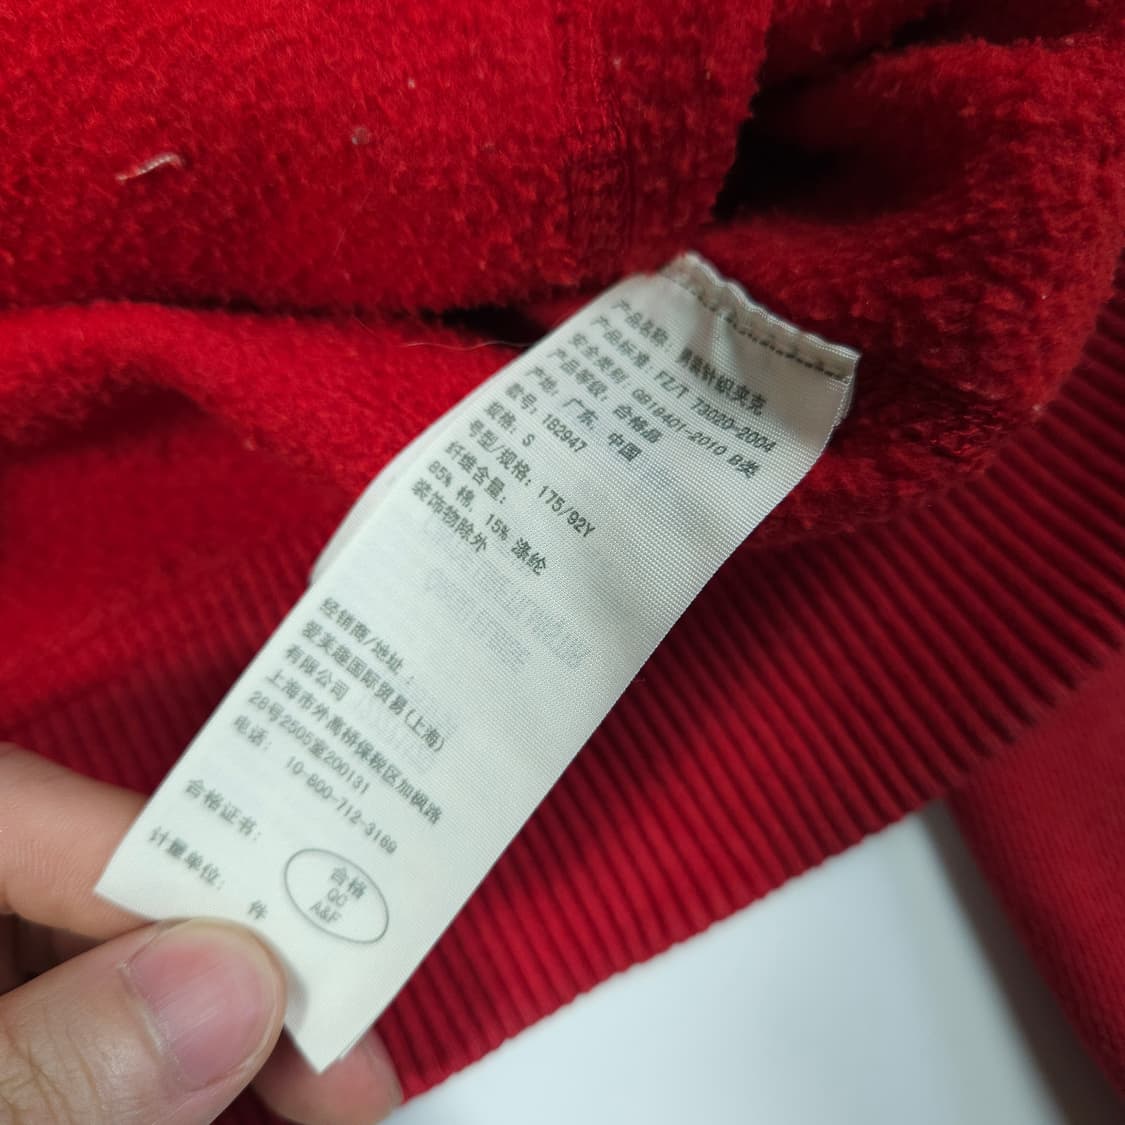 产品名称：男装针织夹克
产品标准：FZ/T 73020-2004
安全类别：GB18401-2010 B类
产品等级：合格品
产地：广东，中国
款号：182947
规格：S
号型/规格：175/92Y
纤维含量：
85% 棉，15% 涤纶
装饰物除外
经销商/地址：
爱芙趣国际贸易(上海)
有限公司
上海市外高桥保税区加枫路
28号2505室200131
电话：
10-800-712-3169
合格证书：
合格
QC
A&F
计量单位：
件